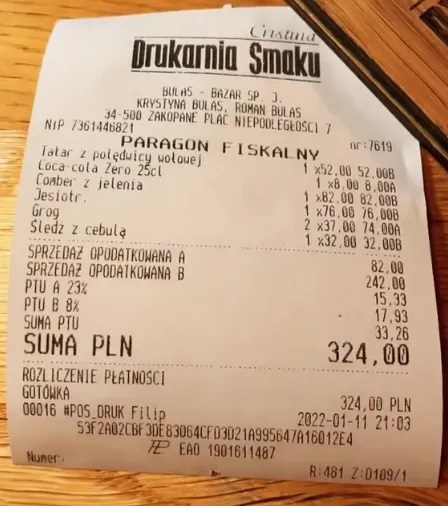 Cristina
Drukarnia Smaku
BULAS - BAZAR SP. J.
KRYSTYNA BULAS, ROMAN BULAS
34-500 ZAKOPANE PLAC NIEPODLEGŁOŚCI 7
NIP 7361446821 nr:7619
PARAGON FISKALNY
Tatar z polędwicy wołowej 1 x52,00 52,00B
Coca-cola Zero 25cl 1 x8,00 8,00A
Comber z jelenia 1 x82,00 82,00B
Jesiotr. 1 x76,00 76,00B
Grog 2 x37,00 74,00A
Śledź z cebulą 1 x32,00 32,00B
SPRZEDAŻ OPODATKOWANA A 82,00
SPRZEDAŻ OPODATKOWANA B 242,00
PTU A 23% 15,33
PTU B 8% 17,93
SUMA PTU 33,26
SUMA PLN 324,00
ROZLICZENIE PŁATNOŚCI
GOTÓWKA 324,00 PLN
00016 #POS_DRUK Filip 2022-01-11 21:03
53F2A02CBF3DE83064CFD3D21A995647A16012E4
EAO 1901611487
Numer. R:481 Z:0109/1